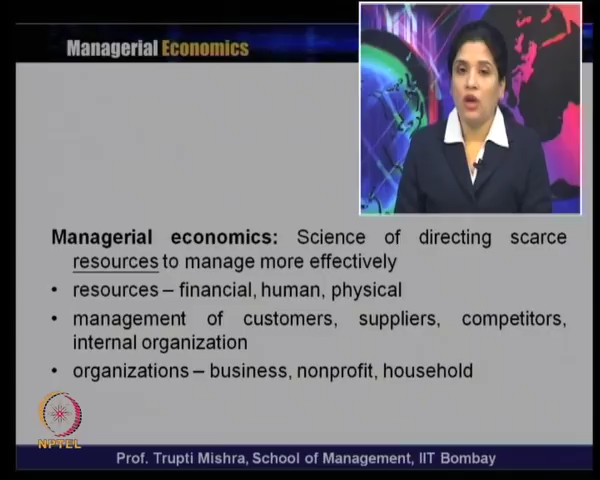 Managerial Economics
Managerial economics: Science of directing scarce
resources to manage more effectively
• resources – financial, human, physical
• management of customers, suppliers, competitors,
internal organization
• organizations – business, nonprofit, household
NPTEL
Prof. Trupti Mishra, School of Management, IIT Bombay